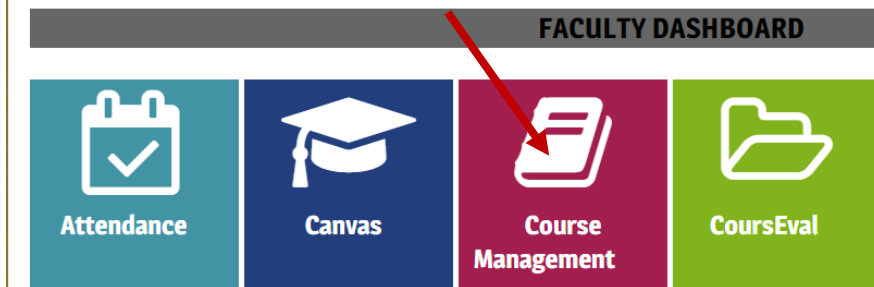 FACULTY DASHBOARD
Attendance
Canvas
Course
Management
CoursEval